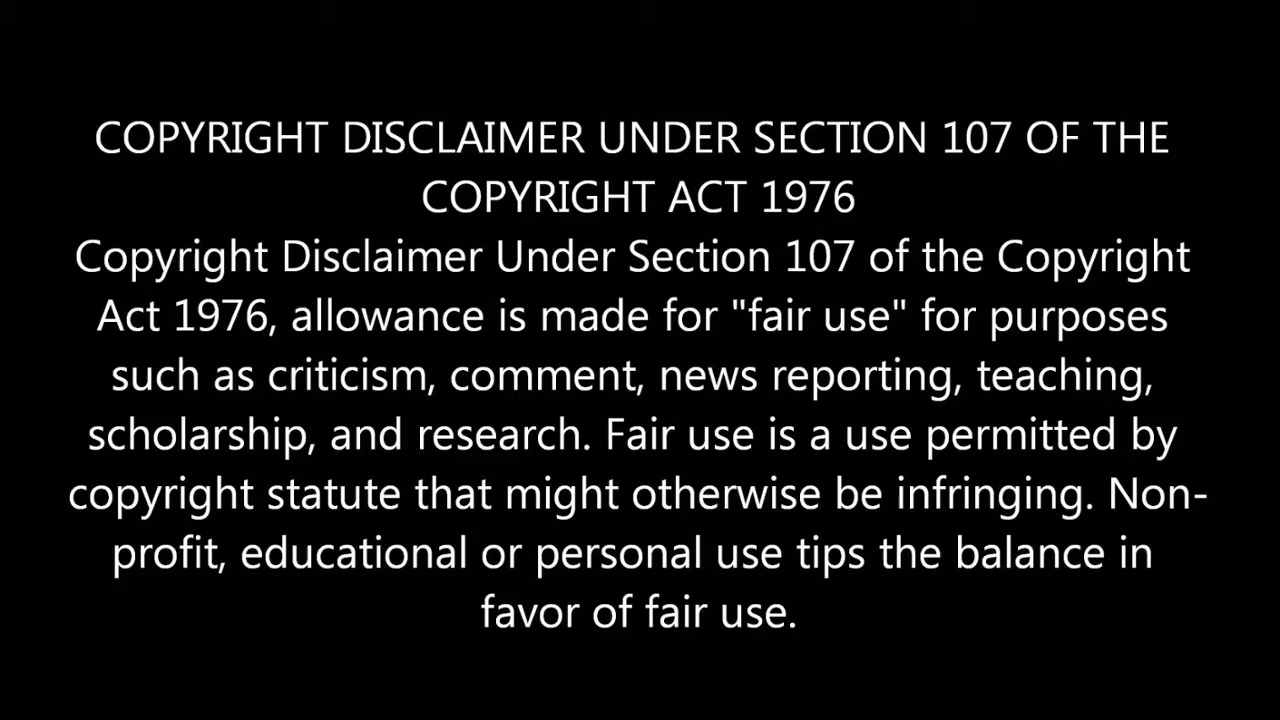 COPYRIGHT DISCLAIMER UNDER SECTION 107 OF THE
COPYRIGHT ACT 1976
Copyright Disclaimer Under Section 107 of the Copyright
Act 1976, allowance is made for "fair use" for purposes
such as criticism, comment, news reporting, teaching,
scholarship, and research. Fair use is a use permitted by
copyright statute that might otherwise be infringing. Non-
profit, educational or personal use tips the balance in
favor of fair use.